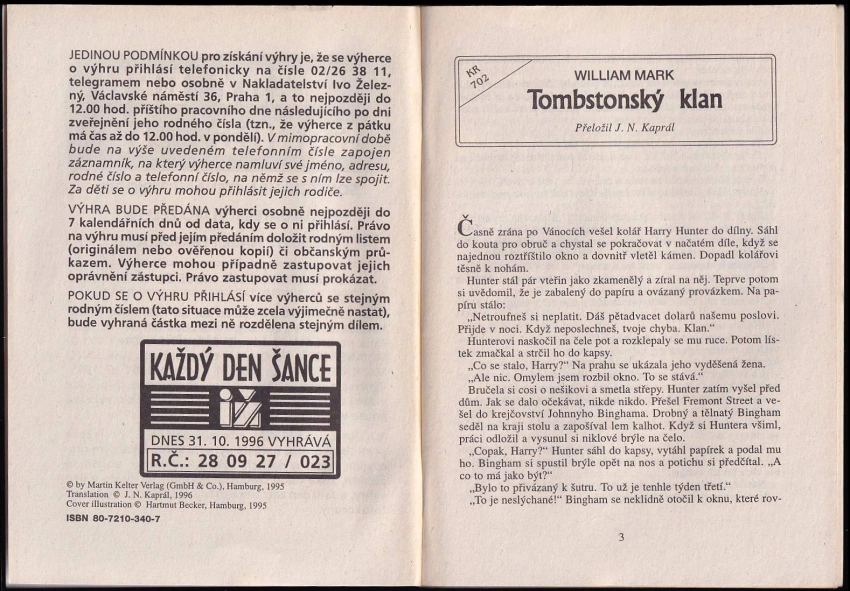 JEDINOU PODMÍNKOU pro získání výhry je, že se výherce
o výhru přihlásí telefonicky na čísle 02/26 38 11,
telegramem nebo osobně v Nakladatelství Ivo Želez-
ný, Václavské náměstí 36, Praha 1, a to nejpozději do
12.00 hod. příštího pracovního dne následujícího po dni
zveřejnění jeho rodného čísla (tzn., že výherce z pátku
má čas až do 12.00 hod. v pondělí). V mimopracovní době
bude na výše uvedeném telefonním čísle zapojen
záznamník, na který výherce namluví své jméno, adresu,
rodné číslo a telefonní číslo, na němž se s ním lze spojit.
Za děti se o výhru mohou přihlásit jejich rodiče.
VÝHRA BUDE PŘEDÁNA výherci osobně nejpozději do
7 kalendářních dnů od data, kdy se o ni přihlásí. Právo
na výhru musí před jejím předáním doložit rodným listem
(originálem nebo ověřenou kopií) či občanským prů-
kazem. Výherce mohou případně zastupovat jejich
oprávnění zástupci. Právo zastupovat musí prokázat.
POKUD SE O VÝHRU PŘIHLÁSÍ více výherců se stejným
rodným číslem (tato situace může zcela výjimečně nastat),
bude vyhraná částka mezi ně rozdělena stejným dílem.
KAŽDÝ DEN ŠANCE
iž
DNES 31. 10. 1996 VYHRÁVÁ
R.Č.: 28 09 27 / 023
© by Martin Kelter Verlag (GmbH & Co.), Hamburg, 1995
Translation © J. N. Kaprál, 1996
Cover illustration © Hartmut Becker, Hamburg, 1995
ISBN 80-7210-340-7
KR
702
WILLIAM MARK
Tombstonský klan
Přeložil J. N. Kaprál
Časně zrána po Vánocích vešel kolář Harry Hunter do dílny. Sáhl
do kouta pro obruč a chystal se pokračovat v načatém díle, když se
najednou roztříštilo okno a dovnitř vletěl kámen. Dopadl kolářovi
těsně k nohám.
Hunter stál pár vteřin jako zkamenělý a zíral na něj. Teprve potom
si uvědomil, že je zabalený do papíru a ovázaný provázkem. Na pa-
píru stálo:
„Netroufneš si neplatit. Dáš pětadvacet dolarů našemu poslovi.
Přijde v noci. Když neposlechneš, tvoje chyba. Klan.“
Hunterovi naskočil na čele pot a rozklepaly se mu ruce. Potom lís-
tek zmačkal a strčil ho do kapsy.
„Co se stalo, Harry?“ Na prahu se ukázala jeho vyděšená žena.
„Ale nic. Omylem jsem rozbil okno. To se stává.“
Bručela si cosi o nešikovi a smetla střepy. Hunter zatím vyšel před
dům. Jak se dalo očekávat, nikde nikdo. Přešel Fremont Street a ve-
šel do krejčovství Johnnyho Binghama. Drobný a tělnatý Bingham
seděl na kraji stolu a zapošíval lem kalhot. Když si Huntera všiml,
práci odložil a vysunul si niklové brýle na čelo.
„Copak, Harry?“ Hunter sáhl do kapsy, vytáhl papírek a podal mu
ho. Bingham si spustil brýle opět na nos a potichu si předčítal. „A
co to má jako být?“
„Bylo to přivázaný k šutru. To už je tenhle týden třetí.“
„To je neslýchané!“ Bingham se neklidně otočil k oknu, které rov-
3